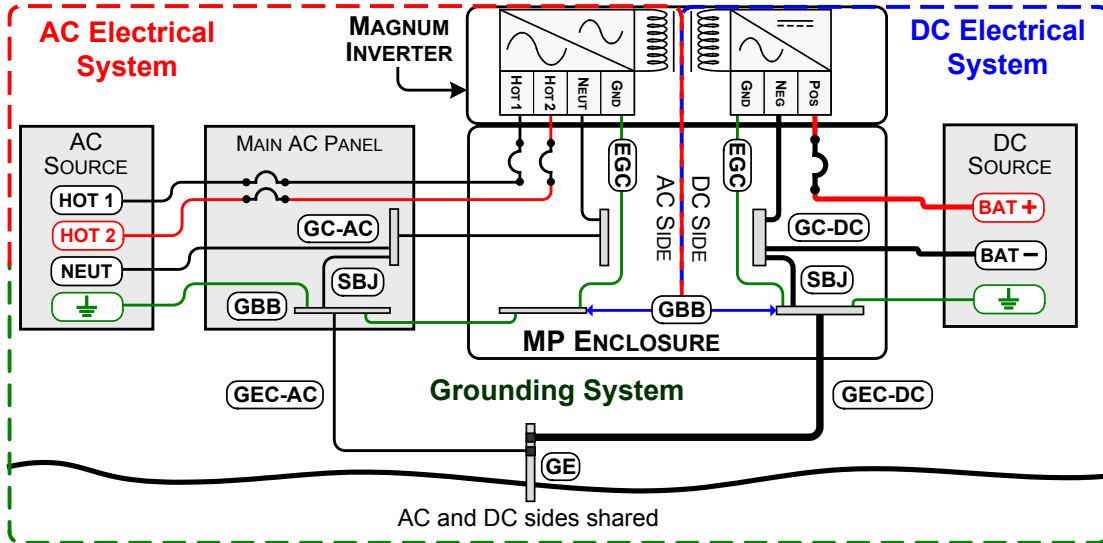 AC Electrical
System
MAGNUM
INVERTER
DC Electrical
System
HOT 1
HOT 2
NEUT
GND
GND
NEG
POS
AC
SOURCE
HOT 1
HOT 2
NEUT
MAIN AC PANEL
GC-AC
SBJ
GBB
EGC
AC SIDE
DC SIDE
EGC
GC-DC
SBJ
GBB
MP ENCLOSURE
DC
SOURCE
BAT +
BAT −
GEC-AC
Grounding System
GEC-DC
GE
AC and DC sides shared